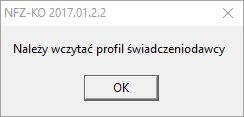 NFZ-KO 2017.01.2.2
Należy wczytać profil świadczeniodawcy
OK